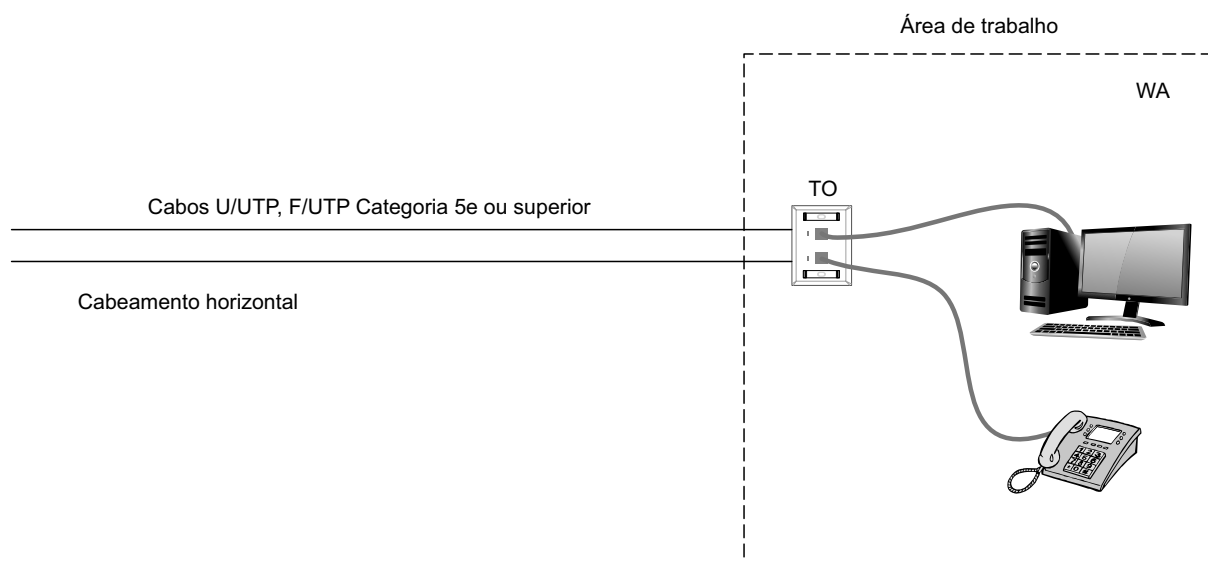 Área de trabalho
WA
TO
Cabos U/UTP, F/UTP Categoria 5e ou superior
Cabeamento horizontal